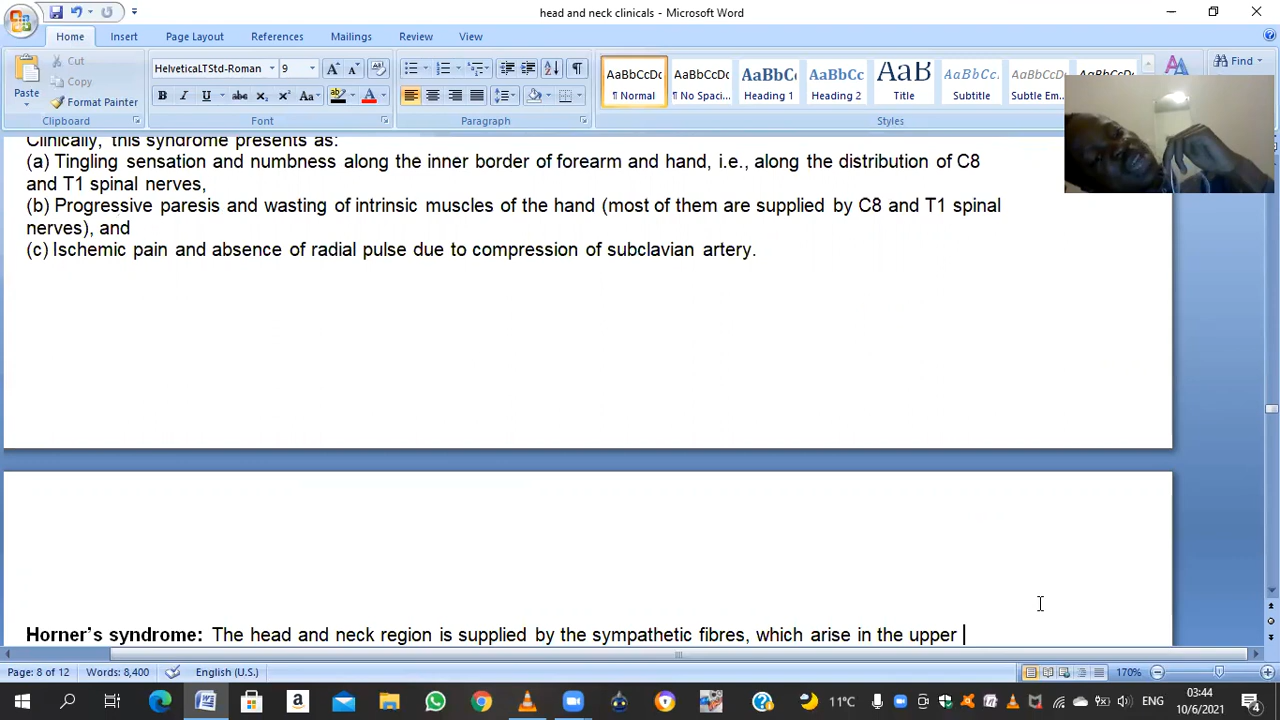 head and neck clinicals - Microsoft Word
Home Insert Page Layout References Mailings Review View
Paste
Cut
Copy
Format Painter
Clipboard
HelveticaLTStd-Roman 9
Font
Paragraph
AaBbCcDc AaBbCcDc AaBbCc AaBbCc AaB AaBbCc. AaBbCcDc AaBbCcDc
¶ Normal ¶ No Spaci... Heading 1 Heading 2 Title Subtitle Subtle Em...
Styles
Find
Clinically, this syndrome presents as:
(a) Tingling sensation and numbness along the inner border of forearm and hand, i.e., along the distribution of C8
and T1 spinal nerves,
(b) Progressive paresis and wasting of intrinsic muscles of the hand (most of them are supplied by C8 and T1 spinal
nerves), and
(c) Ischemic pain and absence of radial pulse due to compression of subclavian artery.
Horner’s syndrome: The head and neck region is supplied by the sympathetic fibres, which arise in the upper
Page: 8 of 12 Words: 8,400 English (U.S.) 170%
11°C ENG 03:44
10/6/2021